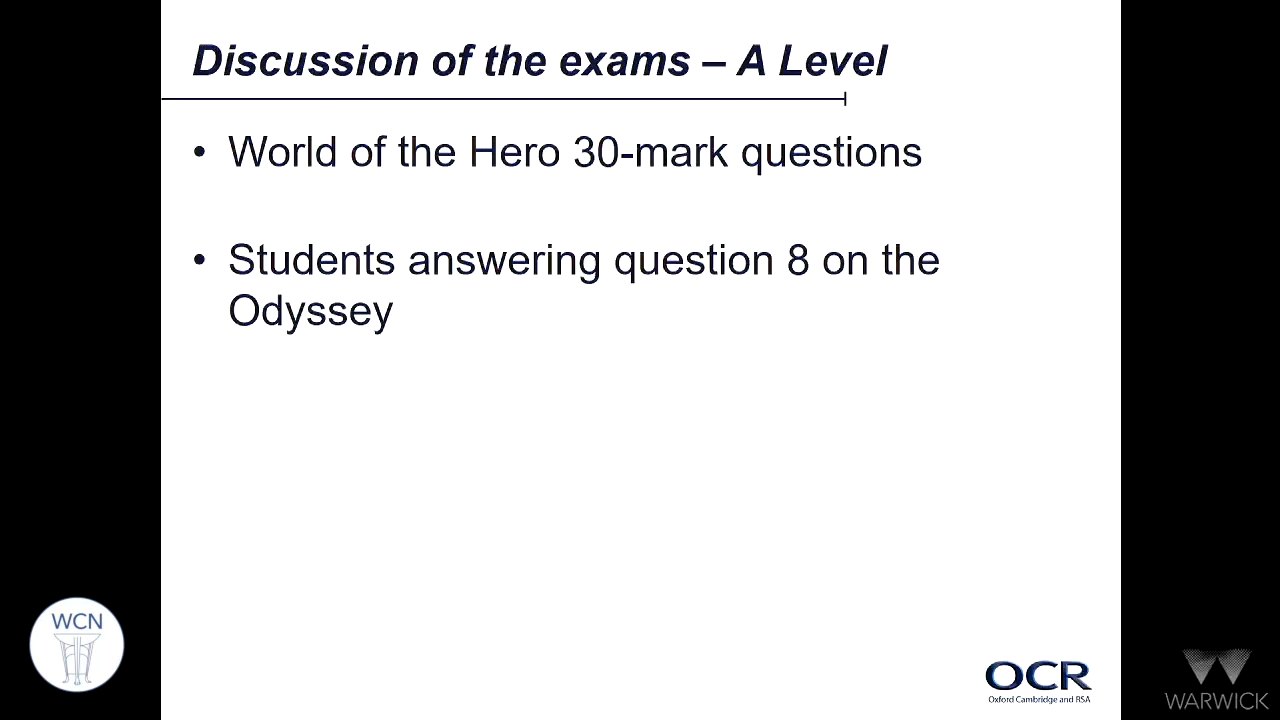 Discussion of the exams – A Level
• World of the Hero 30-mark questions
• Students answering question 8 on the
Odyssey
WCN
OCR
Oxford Cambridge and RSA
WARWICK